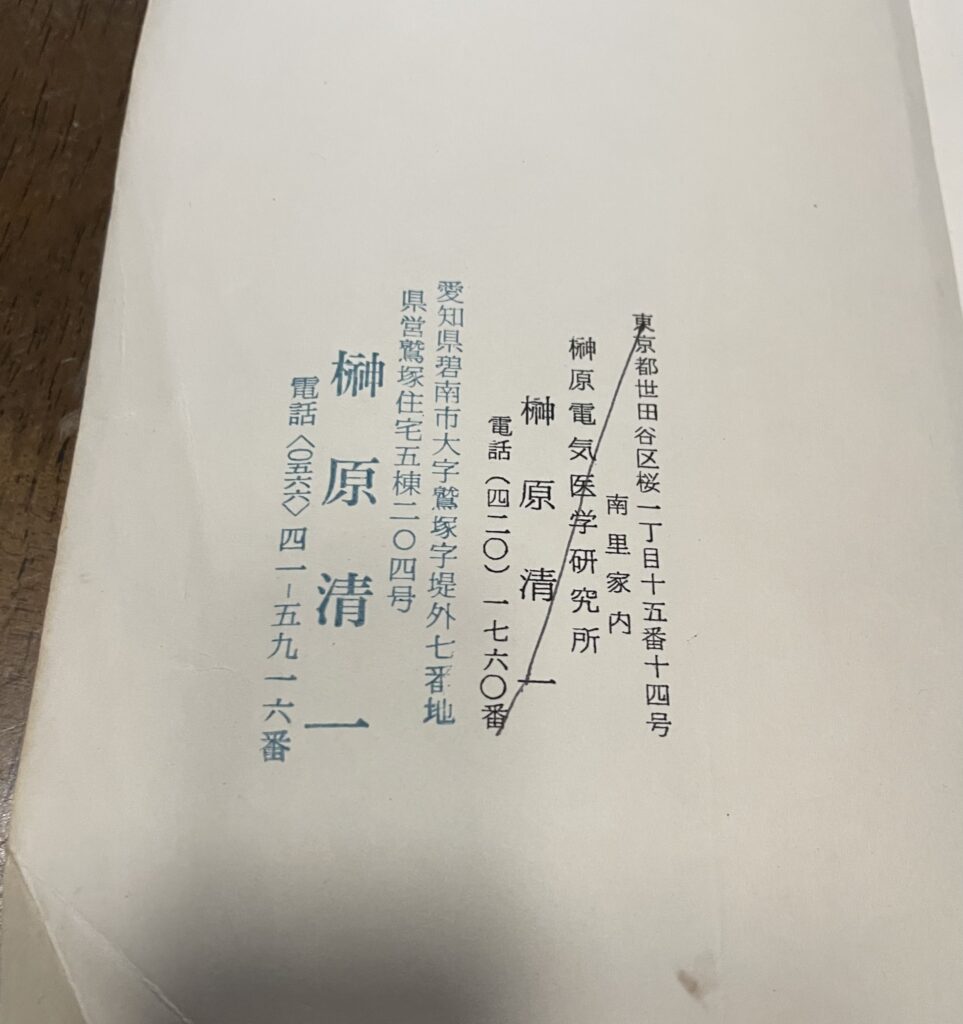 東京都世田谷区桜一丁目十五番十四号
南里家内
榊原電気医学研究所
榊原清一
電話(四二〇)一七六〇番
愛知県碧南市大字鷲塚字堤外七番地
県営鷲塚住宅五棟二〇四号
榊原清一
電話〈〇五六六〉四一-五九一六番